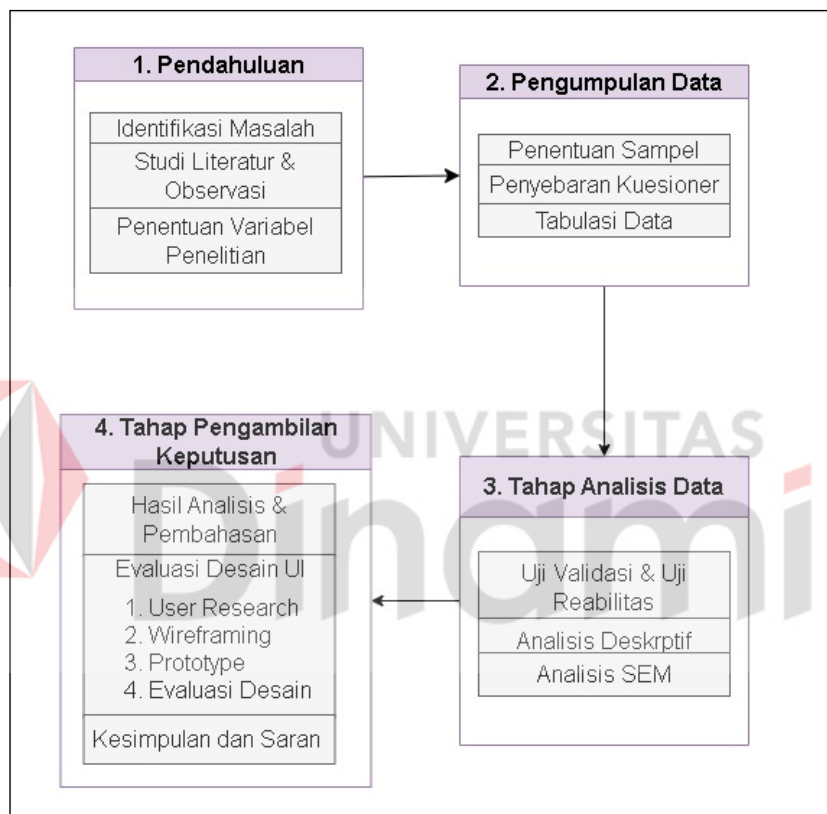 1. Pendahuluan
Identifikasi Masalah
Studi Literatur &
Observasi
Penentuan Variabel
Penelitian
2. Pengumpulan Data
Penentuan Sampel
Penyebaran Kuesioner
Tabulasi Data
3. Tahap Analisis Data
Uji Validasi & Uji
Reabilitas
Analisis Deskrptif
Analisis SEM
4. Tahap Pengambilan
Keputusan
Hasil Analisis &
Pembahasan
Evaluasi Desain UI
1. User Research
2. Wireframing
3. Prototype
4. Evaluasi Desain
Kesimpulan dan Saran
UNIVERSITAS
Dinami